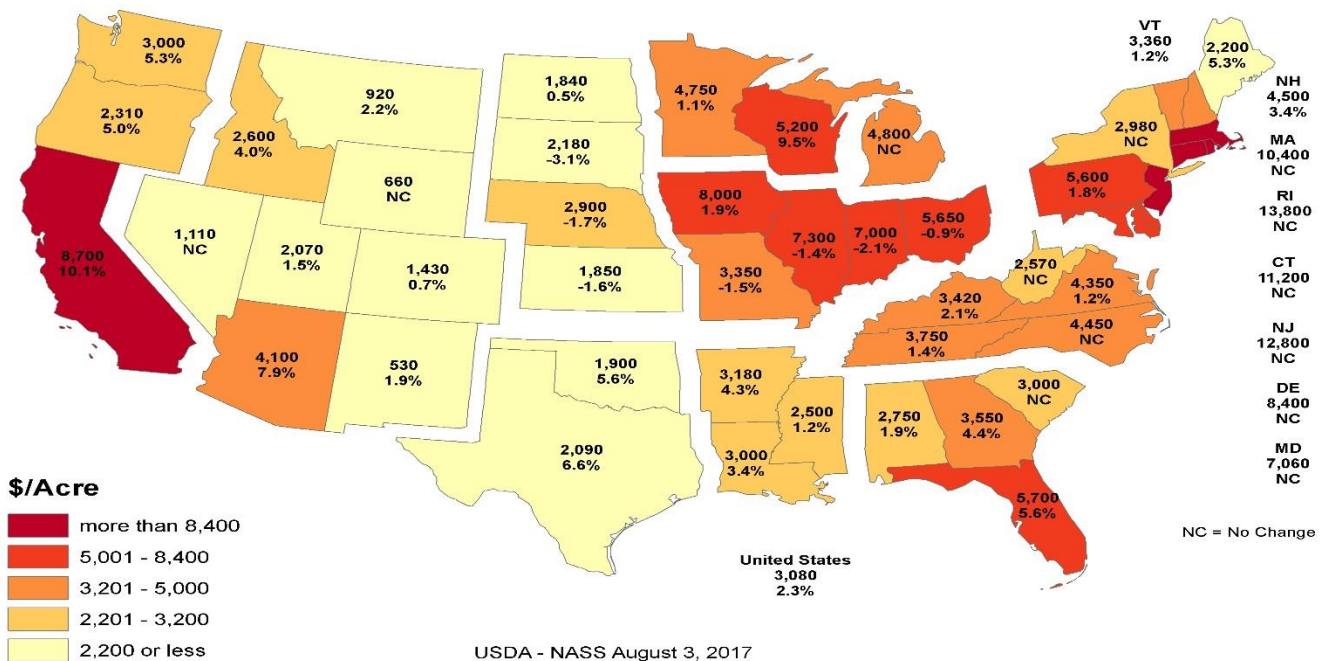 3,000
5.3%
2,310
5.0%
8,700
10.1%
2,600
4.0%
1,110
NC
920
2.2%
660
NC
2,070
1.5%
1,430
0.7%
4,100
7.9%
530
1.9%
1,840
0.5%
2,180
-3.1%
2,900
-1.7%
1,850
-1.6%
1,900
5.6%
2,090
6.6%
4,750
1.1%
5,200
9.5%
4,800
NC
8,000
1.9%
7,300
-1.4%
7,000
-2.1%
5,650
-0.9%
3,350
-1.5%
3,180
4.3%
3,000
3.4%
2,500
1.2%
2,750
1.9%
3,550
4.4%
5,700
5.6%
3,000
NC
3,420
2.1%
3,750
1.4%
4,450
NC
4,350
1.2%
2,570
NC
5,600
1.8%
2,980
NC
2,200
5.3%
VT
3,360
1.2%
NH
4,500
3.4%
MA
10,400
NC
RI
13,800
NC
CT
11,200
NC
NJ
12,800
NC
DE
8,400
NC
MD
7,060
NC
NC = No Change
United States
3,080
2.3%
$/Acre
more than 8,400
5,001 - 8,400
3,201 - 5,000
2,201 - 3,200
2,200 or less
USDA - NASS August 3, 2017